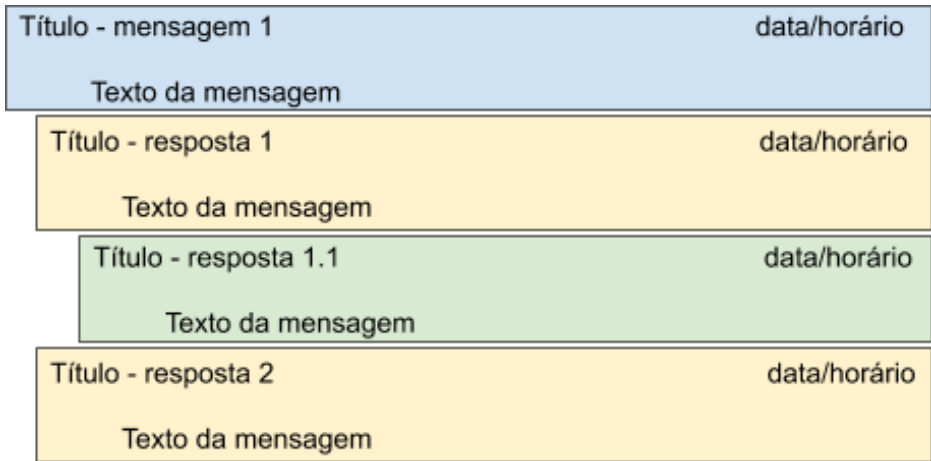 Título - mensagem 1 data/horário
Texto da mensagem
Título - resposta 1 data/horário
Texto da mensagem
Título - resposta 1.1 data/horário
Texto da mensagem
Título - resposta 2 data/horário
Texto da mensagem